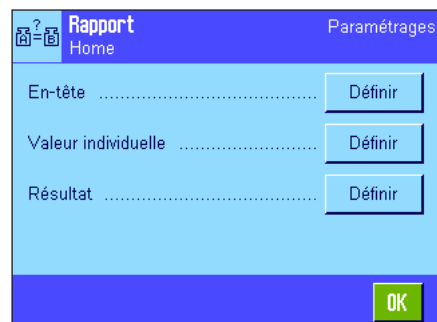 A ?= B Rapport Paramétrages
Home
En-tête ........................................ Définir
Valeur individuelle ......................... Définir
Résultat ....................................... Définir
OK